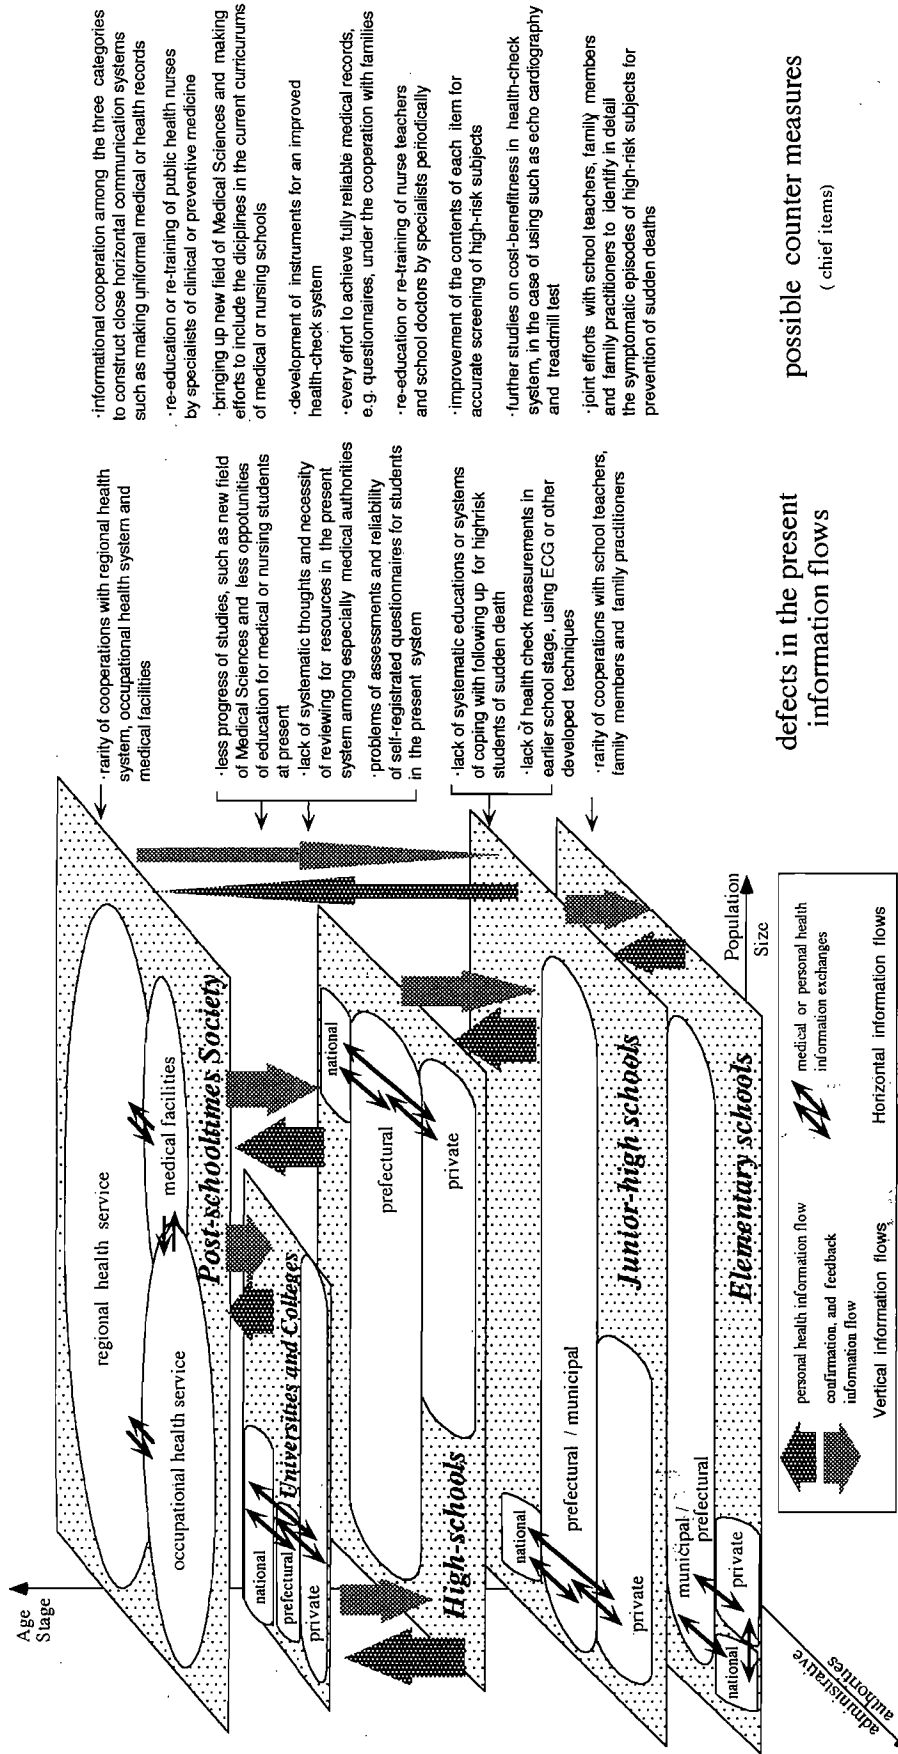 Age
Stage
regional health service
occupational health service
medical facilities
Post-schooltimes Society
national
prefectural
private
Universities and Colleges
national
prefectural
private
High-schools
national
prefectural / municipal
private
Junior-high schools
municipal /
prefectural
national
private
Elementary schools
administrative
authorities
Population
Size
personal health information flow
confirmation, and feedback
information flow
Vertical information flows
medical or personal health
information exchanges
Horizontal information flows
·rarity of cooperations with regional health
system, occupational health system and
medical facilities
·less progress of studies, such as new field
of Medical Sciences and less oppotunities
of education for medical or nursing students
at present
·lack of systematic thoughts and necessity
of reviewing for resources in the present
system among especially medical authorities
·problems of assessments and reliability
of self-registrated questionnaires for students
in the present system
·lack of systematic educations or systems
of coping with following up for highrisk
students of sudden death
·lack of health check measurements in
earlier school stage, using ECG or other
developed techniques
·rarity of cooperations with school teachers,
family members and family practitioners
defects in the present
information flows
·informational cooperation among the three categories
to construct close horizontal communication systems
such as making uniformal medical or health records
·re-education or re-training of public health nurses
by specialists of clinical or preventive medicine
·bringing up new field of Medical Sciences and making
efforts to include the diciplines in the current curricurums
of medical or nursing schools
·development of instruments for an improved
health-check system
·every effort to achieve fully reliable medical records,
e.g. questionnaires, under the cooperation with families
·re-education or re-training of nurse teachers
and school doctors by specialists periodically
·improvement of the contents of each item for
accurate screening of high-risk subjects
·further studies on cost-benefitness in health-check
system, in the case of using such as echo cardiography
and treadmill test
·joint efforts with school teachers, family members
and family practitioners to identify in detail
the symptomatic episodes of high-risk subjects for
prevention of sudden deaths
possible counter measures
( chief items)